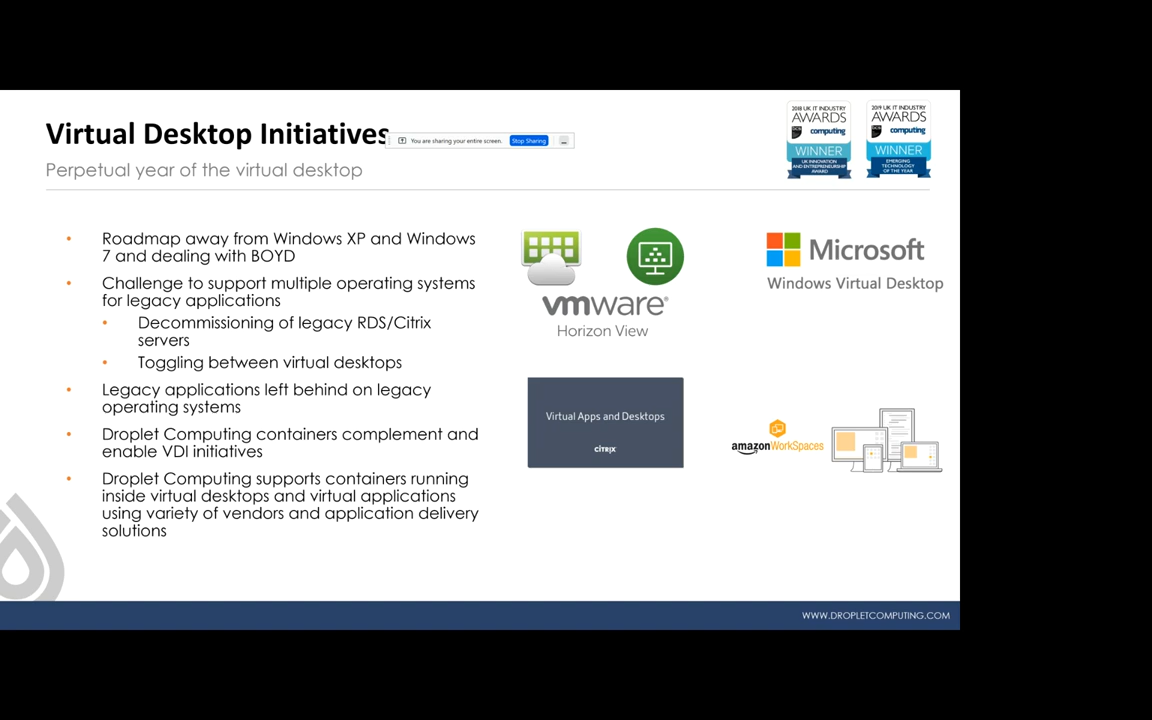 Virtual Desktop Initiatives
You are sharing your entire screen.
Stop Sharing
Perpetual year of the virtual desktop
2018 UK IT INDUSTRY
AWARDS
computing
WINNER
UK INNOVATION
AND ENTREPRENEURSHIP
AWARD
2019 UK IT INDUSTRY
AWARDS
computing
WINNER
EMERGING
TECHNOLOGY
OF THE YEAR
• Roadmap away from Windows XP and Windows
7 and dealing with BOYD
• Challenge to support multiple operating systems
for legacy applications
• Decommissioning of legacy RDS/Citrix
servers
• Toggling between virtual desktops
• Legacy applications left behind on legacy
operating systems
• Droplet Computing containers complement and
enable VDI initiatives
• Droplet Computing supports containers running
inside virtual desktops and virtual applications
using variety of vendors and application delivery
solutions
vmware®
Horizon View
Microsoft
Windows Virtual Desktop
Virtual Apps and Desktops
CİTRIX
amazon WorkSpaces
WWW.DROPLETCOMPUTING.COM